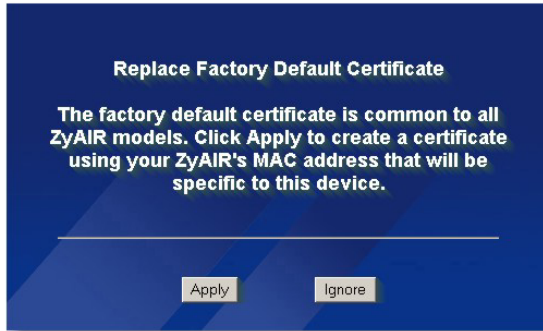 Replace Factory Default Certificate
The factory default certificate is common to all
ZyAIR models. Click Apply to create a certificate
using your ZyAIR's MAC address that will be
specific to this device.
Apply Ignore